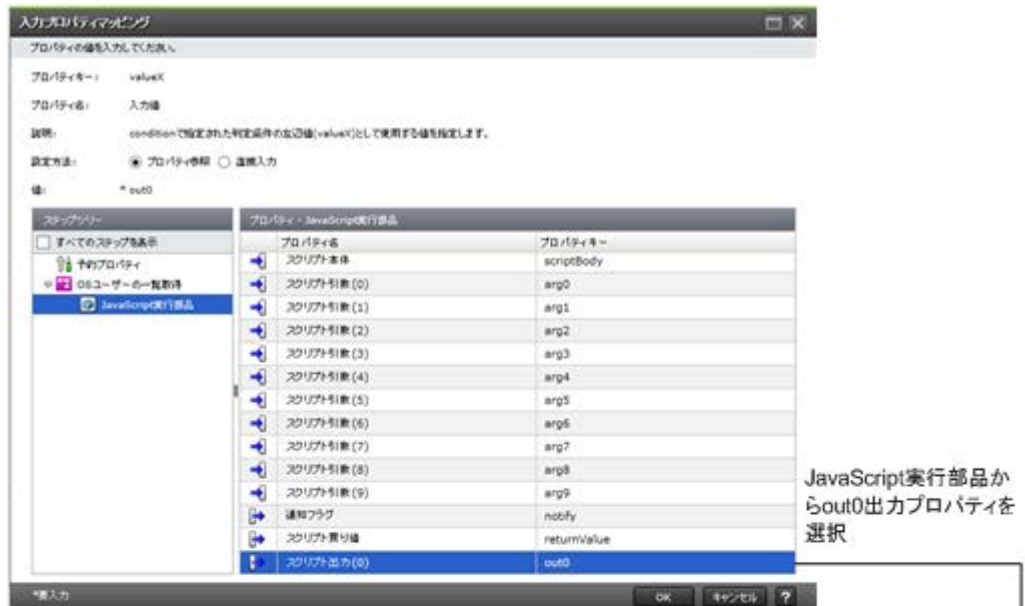 入力プロパティマッピング
プロパティの値を入力してください。
プロパティキー: valueX
プロパティ名: 入力値
説明: conditionで指定された判定条件の左辺値(valueX)として使用する値を指定します。
設定方法: プロパティ参照 直接入力
値: * out0
ステップツリー
プロパティ - JavaScript実行部品
すべてのステップを表示
プロパティ名 プロパティキー
予約プロパティ
OSユーザーの一覧取得
JavaScript実行部品
スクリプト本体 scriptBody
スクリプト引数(0) arg0
スクリプト引数(1) arg1
スクリプト引数(2) arg2
スクリプト引数(3) arg3
スクリプト引数(4) arg4
スクリプト引数(5) arg5
スクリプト引数(6) arg6
スクリプト引数(7) arg7
スクリプト引数(8) arg8
スクリプト引数(9) arg9
通知フラグ notify
スクリプト戻り値 returnValue
スクリプト出力(0) out0
JavaScript実行部品か
らout0出力プロパティを
選択
*要入力
OK キャンセル ?